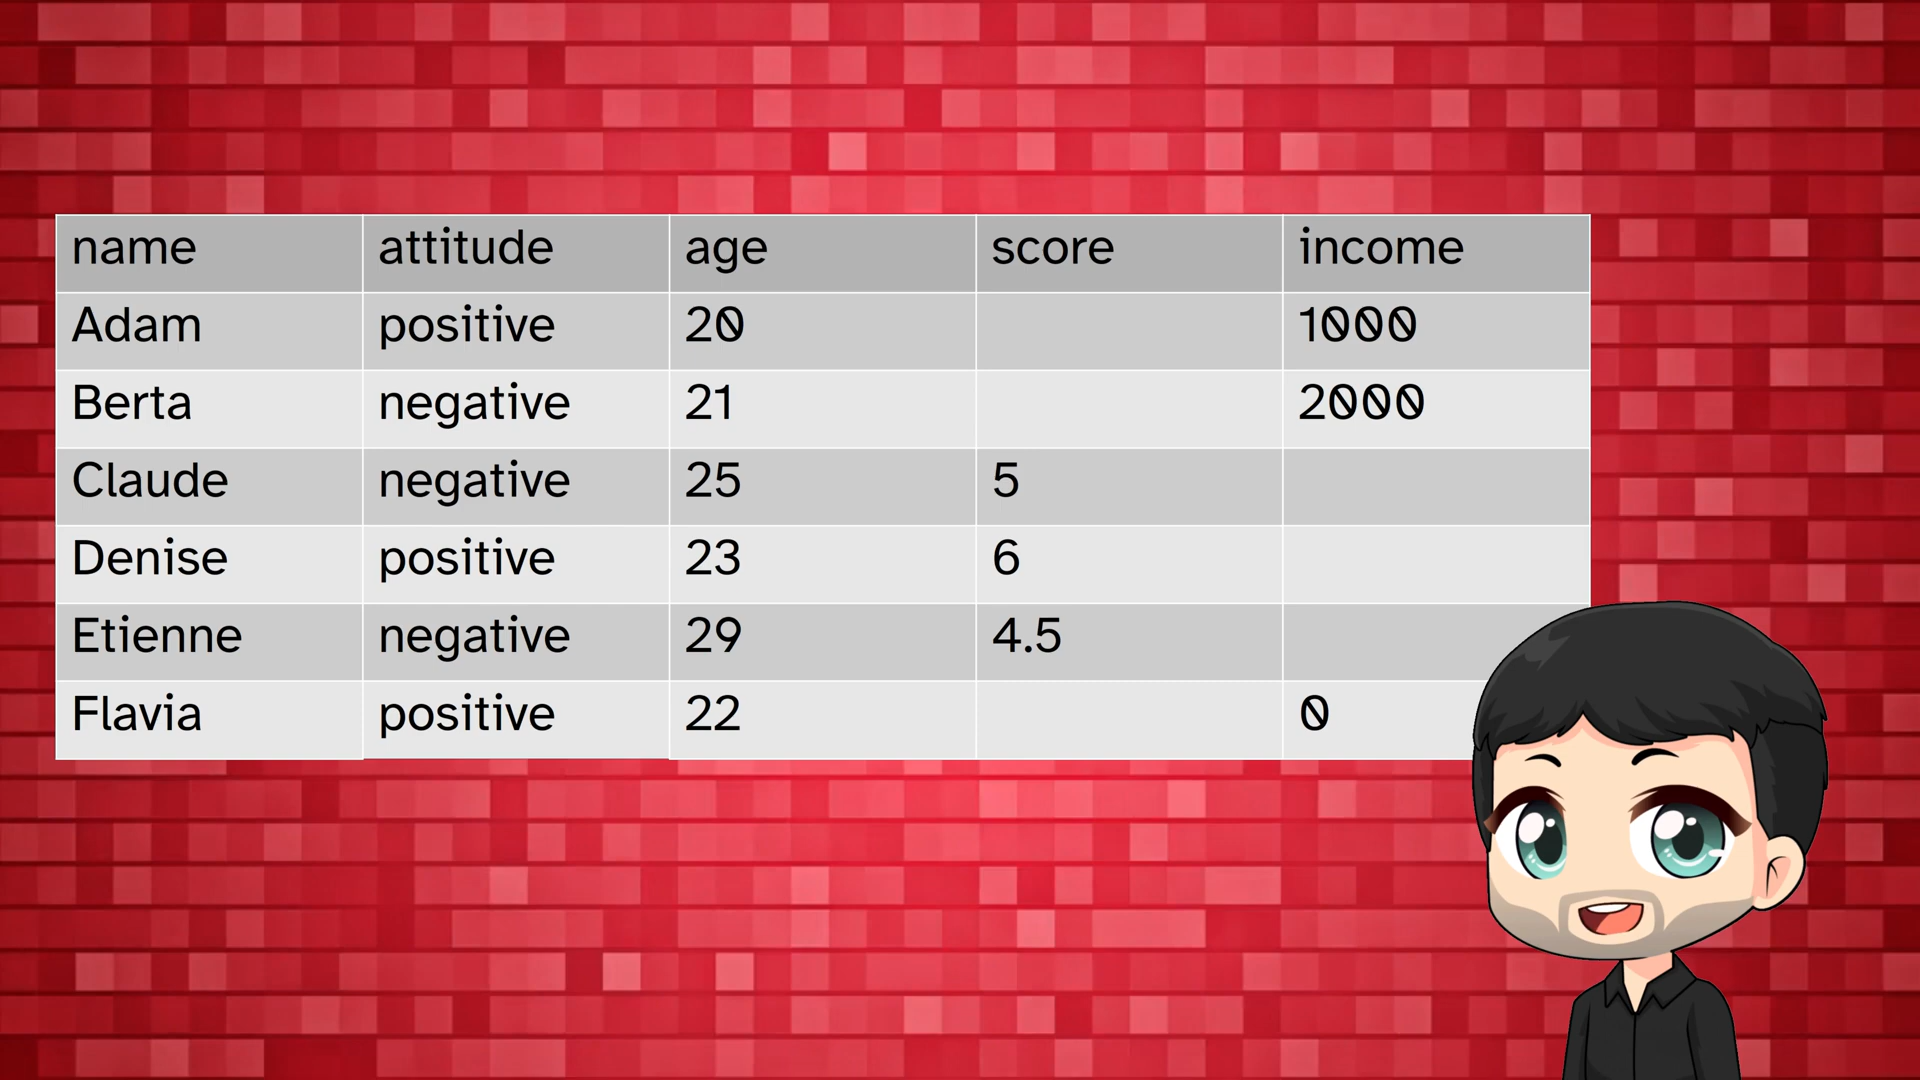 name attitude age score income
Adam positive 20 1000
Berta negative 21 2000
Claude negative 25 5
Denise positive 23 6
Etienne negative 29 4.5
Flavia positive 22 0